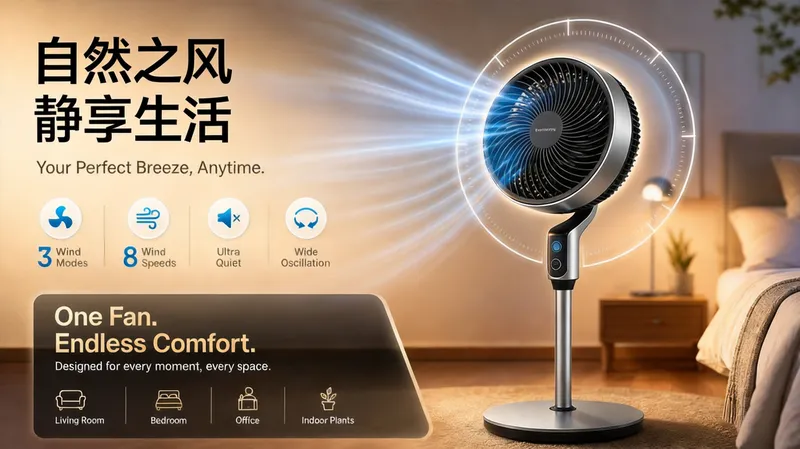 自然之风
静享生活
Your Perfect Breeze, Anytime.
3 Wind Modes
8 Wind Speeds
Ultra Quiet
Wide Oscillation
One Fan.
Endless Comfort.
Designed for every moment, every space.
Living Room
Bedroom
Office
Indoor Plants